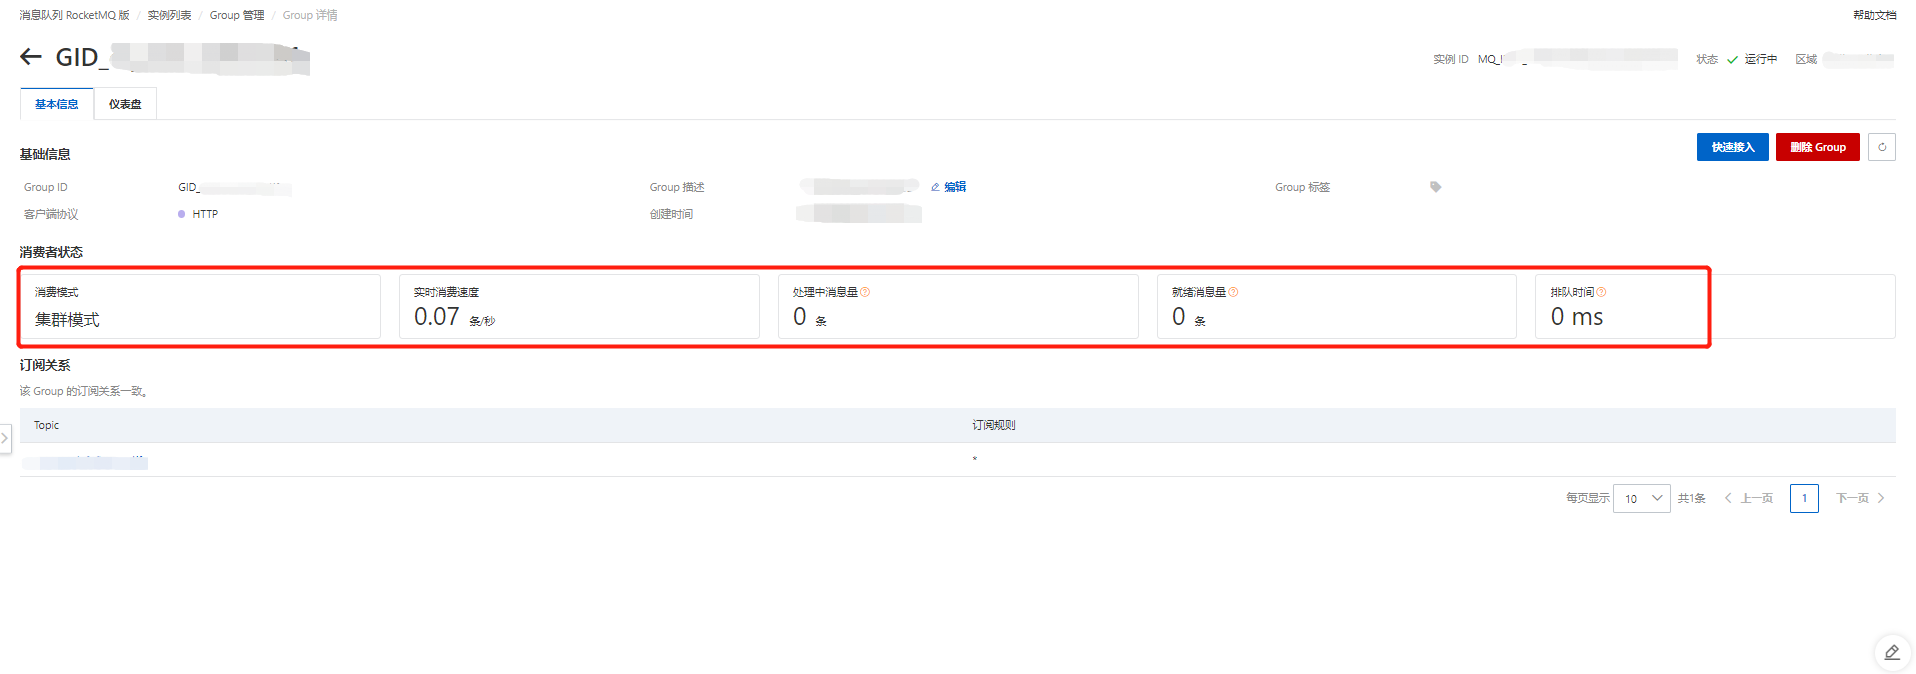 消息队列 RocketMQ 版 / 实例列表 / Group 管理 / Group 详情
帮助文档
GID_
实例 ID MQ_ 状态 运行中 区域
基本信息 仪表盘
基础信息
快速接入 删除 Group
Group ID GID_ Group 描述 编辑 Group 标签
客户端协议 HTTP 创建时间
消费者状态
消费模式 实时消费速度 处理中消息量 就绪消息量 排队时间
集群模式 0.07 条/秒 0 条 0 条 0 ms
订阅关系
该 Group 的订阅关系一致。
Topic 订阅规则
*
每页显示 10 共1条 上一页 1 下一页